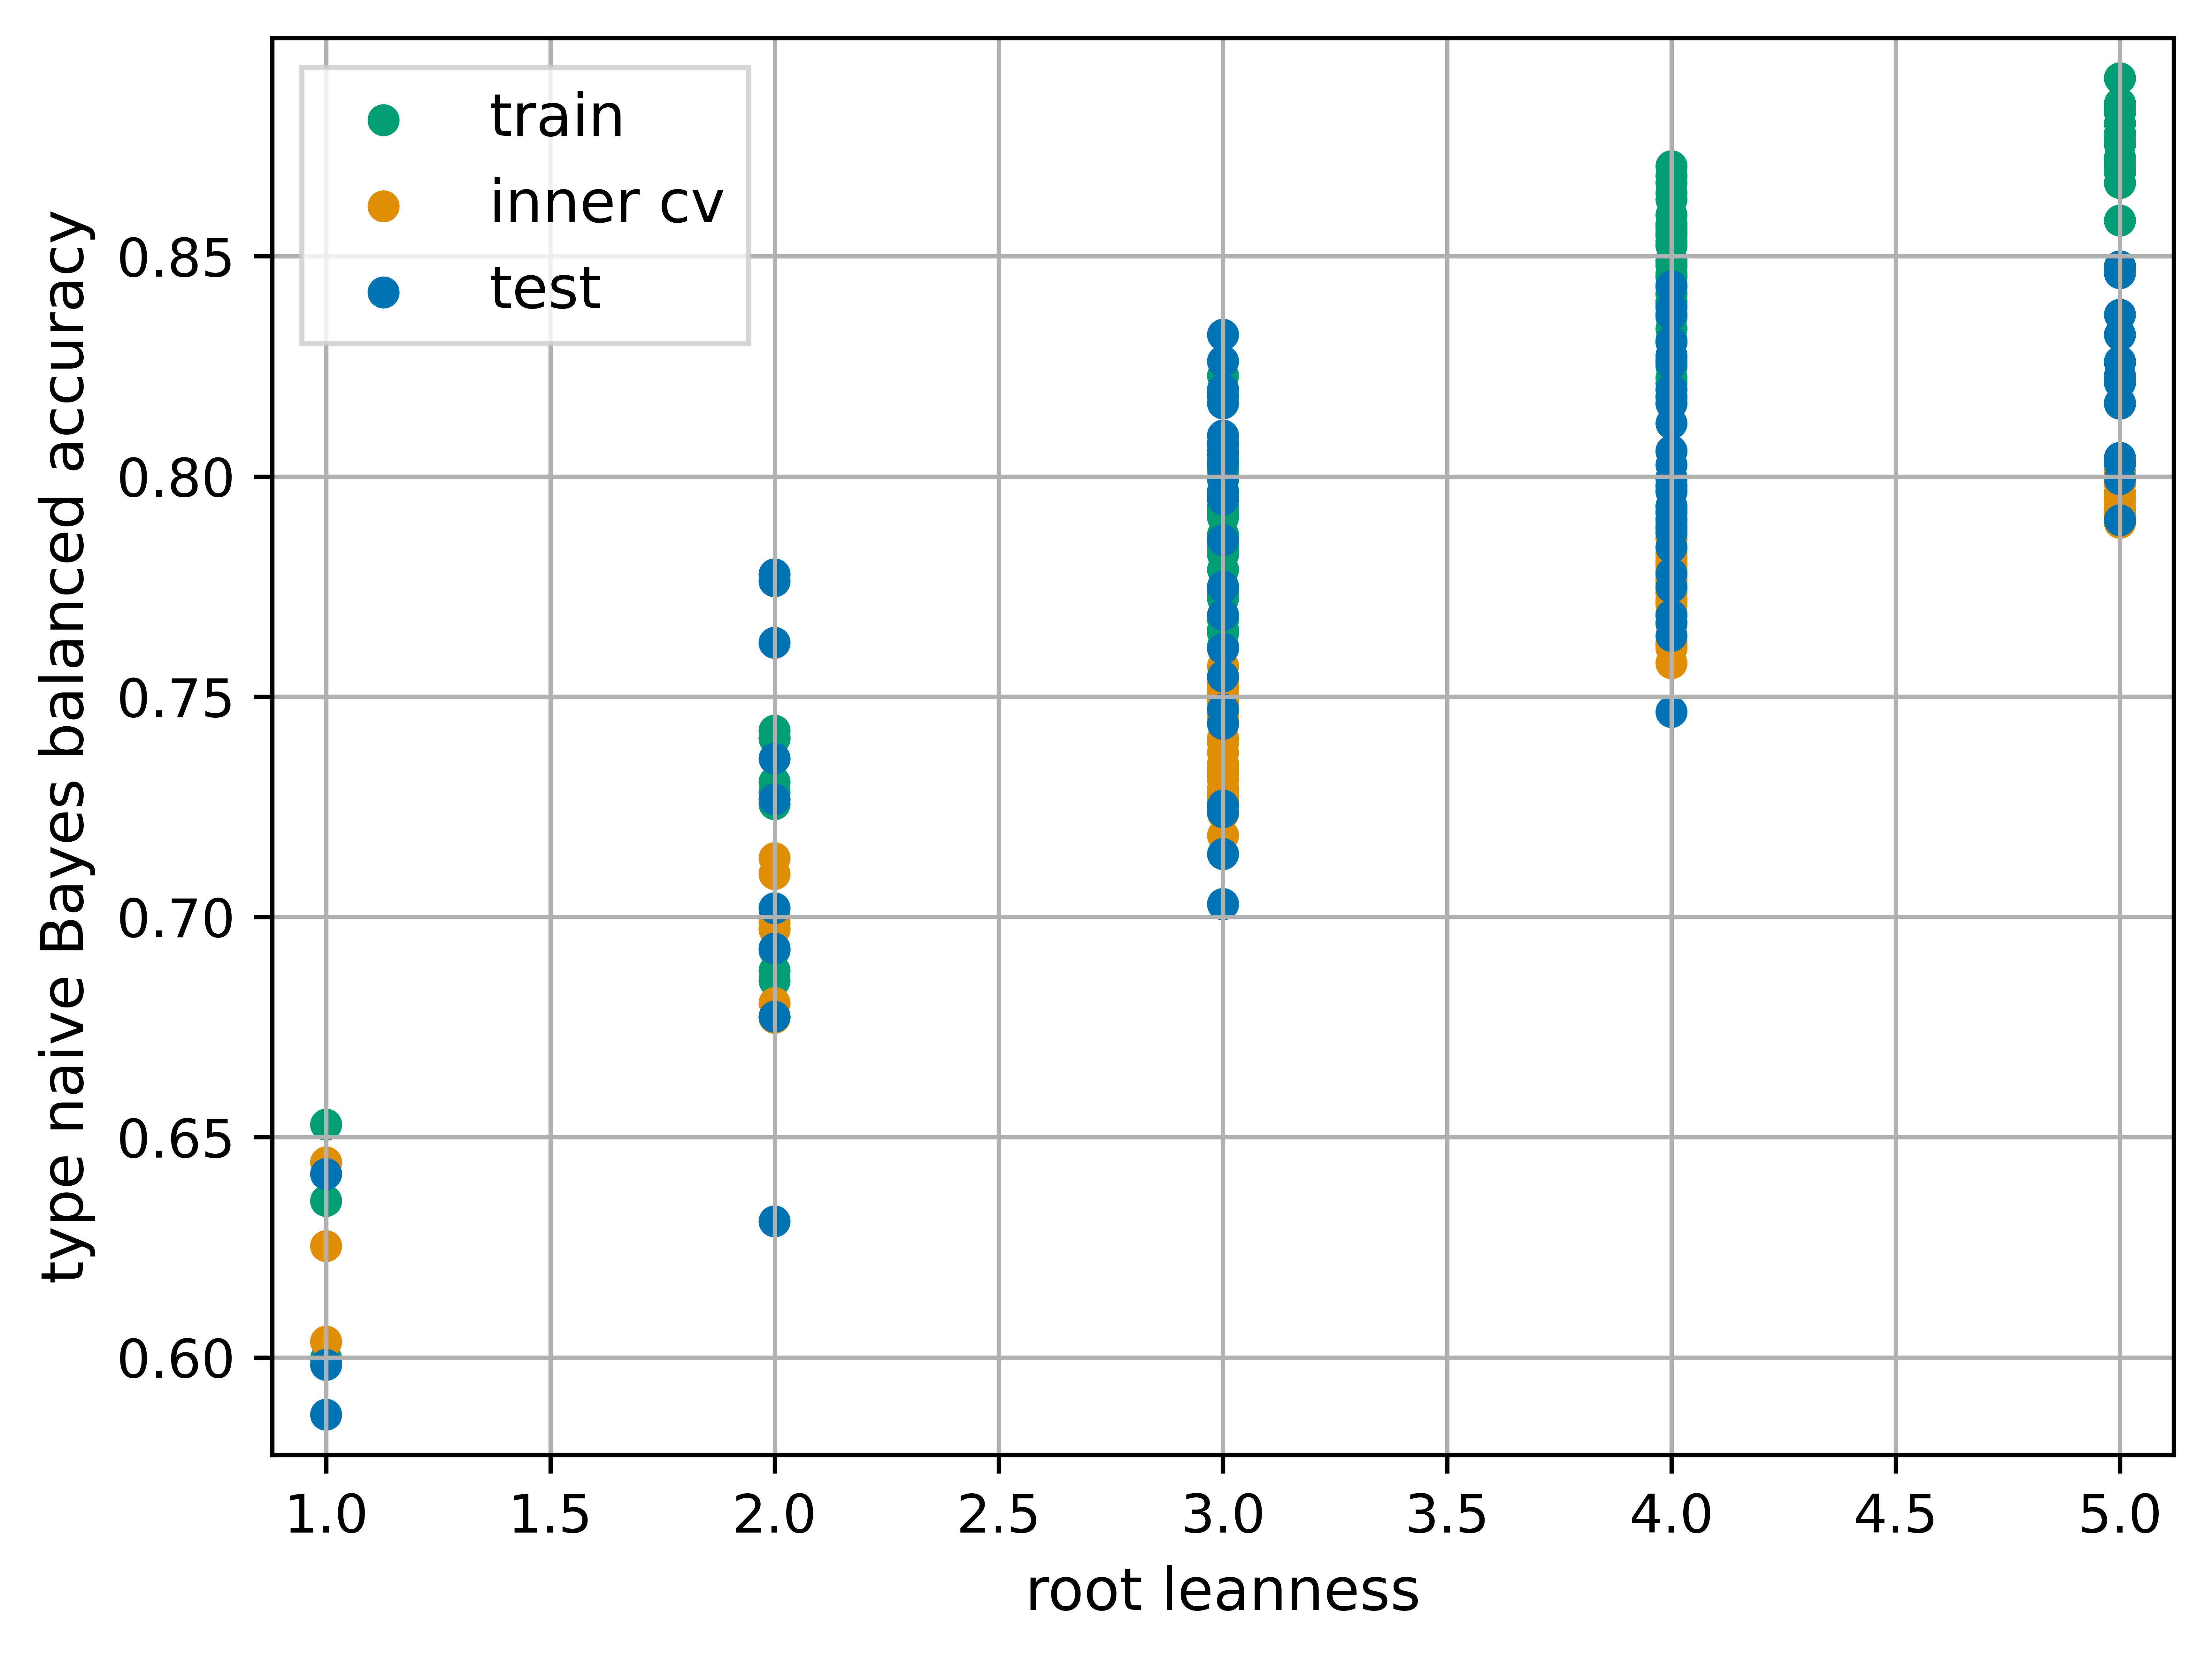 train
inner cv
test
type naive Bayes balanced accuracy
0.85
0.80
0.75
0.70
0.65
0.60
1.0 1.5 2.0 2.5 3.0 3.5 4.0 4.5 5.0
root leanness